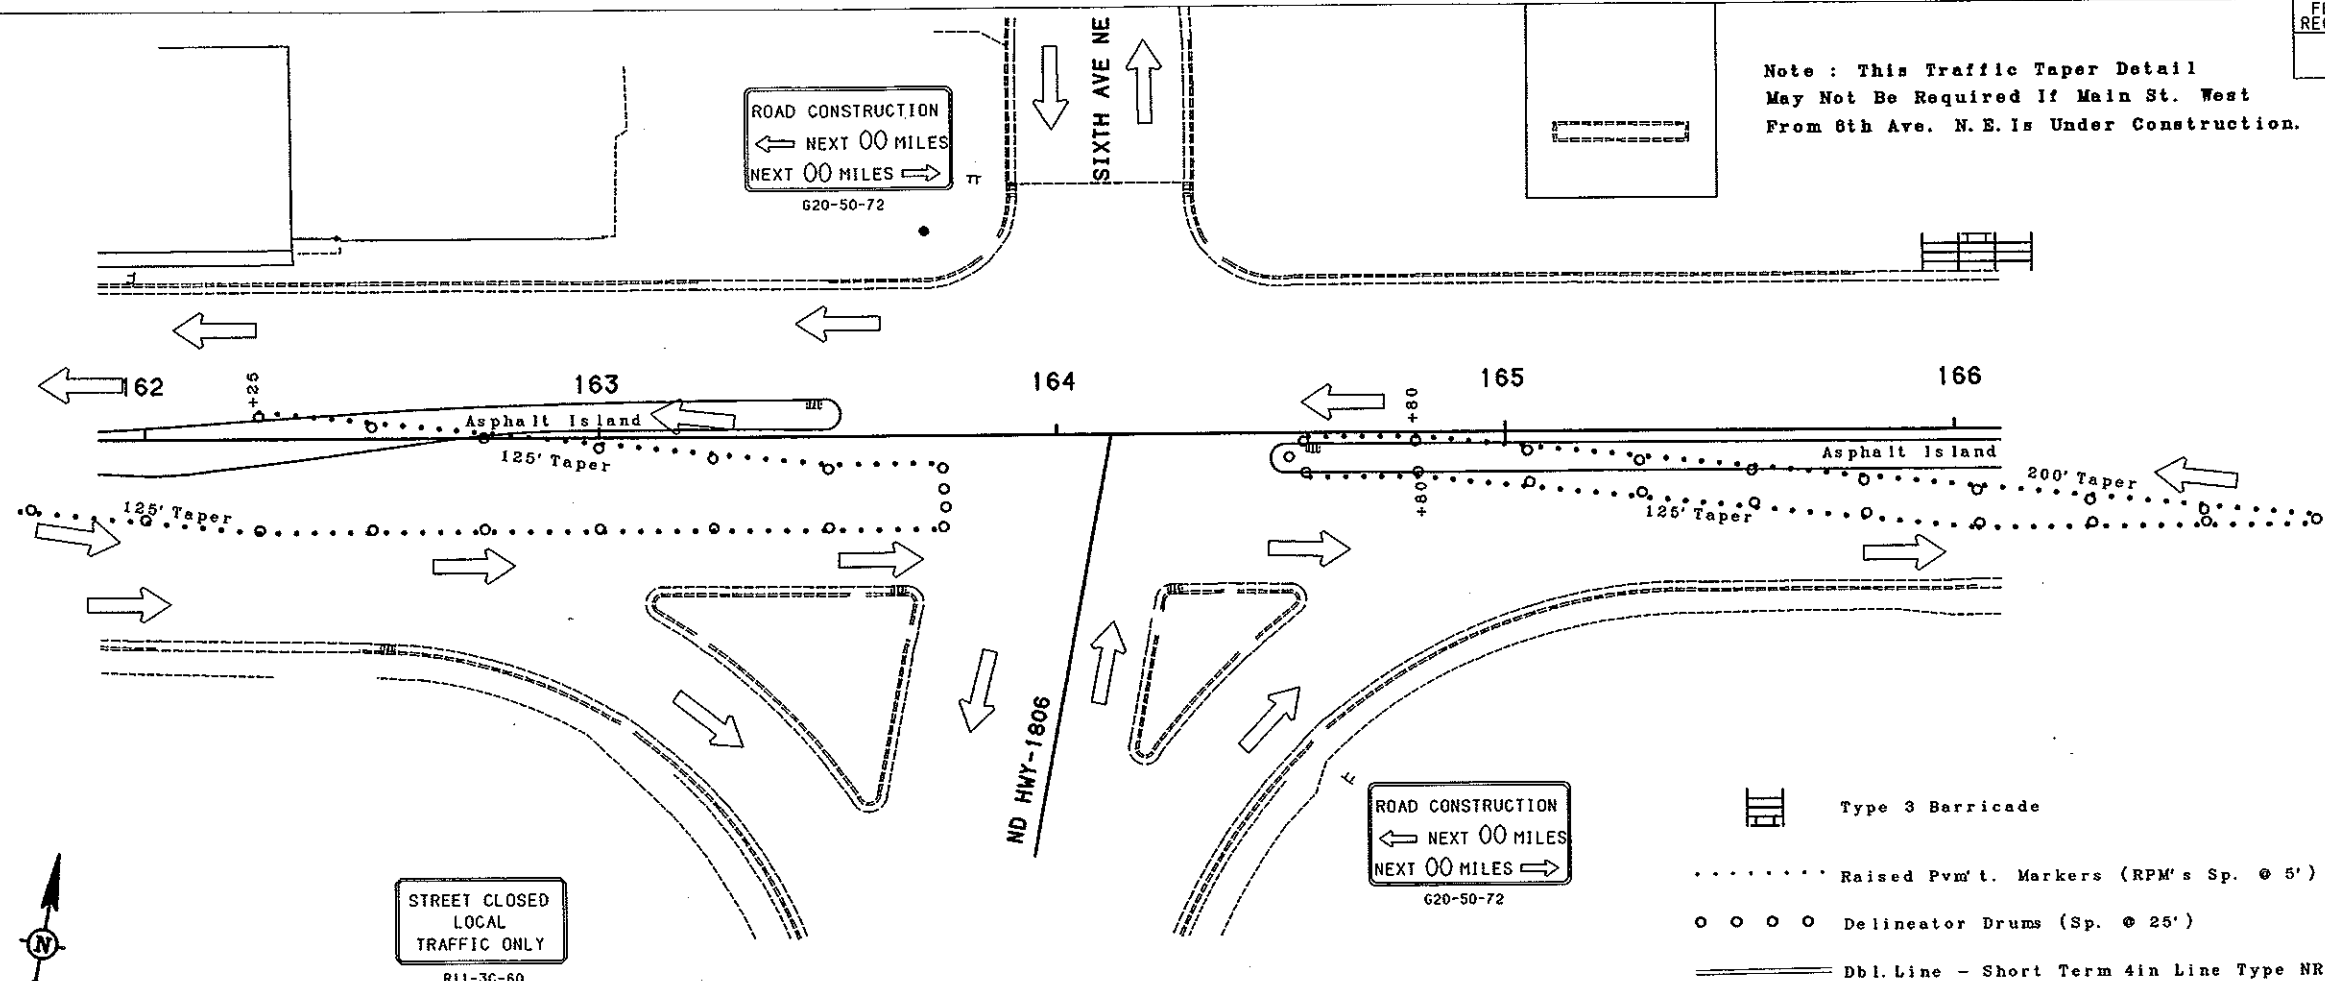 Note : This Traffic Taper Detail
May Not Be Required If Main St. West
From 6th Ave. N.E. Is Under Construction.
SIXTH AVE NE
ROAD CONSTRUCTION
NEXT 00 MILES
NEXT 00 MILES
G20-50-72
162
+25
163
164
+80
165
166
Asphalt Island
125' Taper
125' Taper
Asphalt Island
200' Taper
+80
125' Taper
ND HWY-1806
ROAD CONSTRUCTION
NEXT 00 MILES
NEXT 00 MILES
G20-50-72
STREET CLOSED
LOCAL
TRAFFIC ONLY
R11-3C-60
N
Type 3 Barricade
Raised Pvm't. Markers (RPM's Sp. @ 5')
Delineator Drums (Sp. @ 25')
Dbl. Line - Short Term 4in Line Type NR